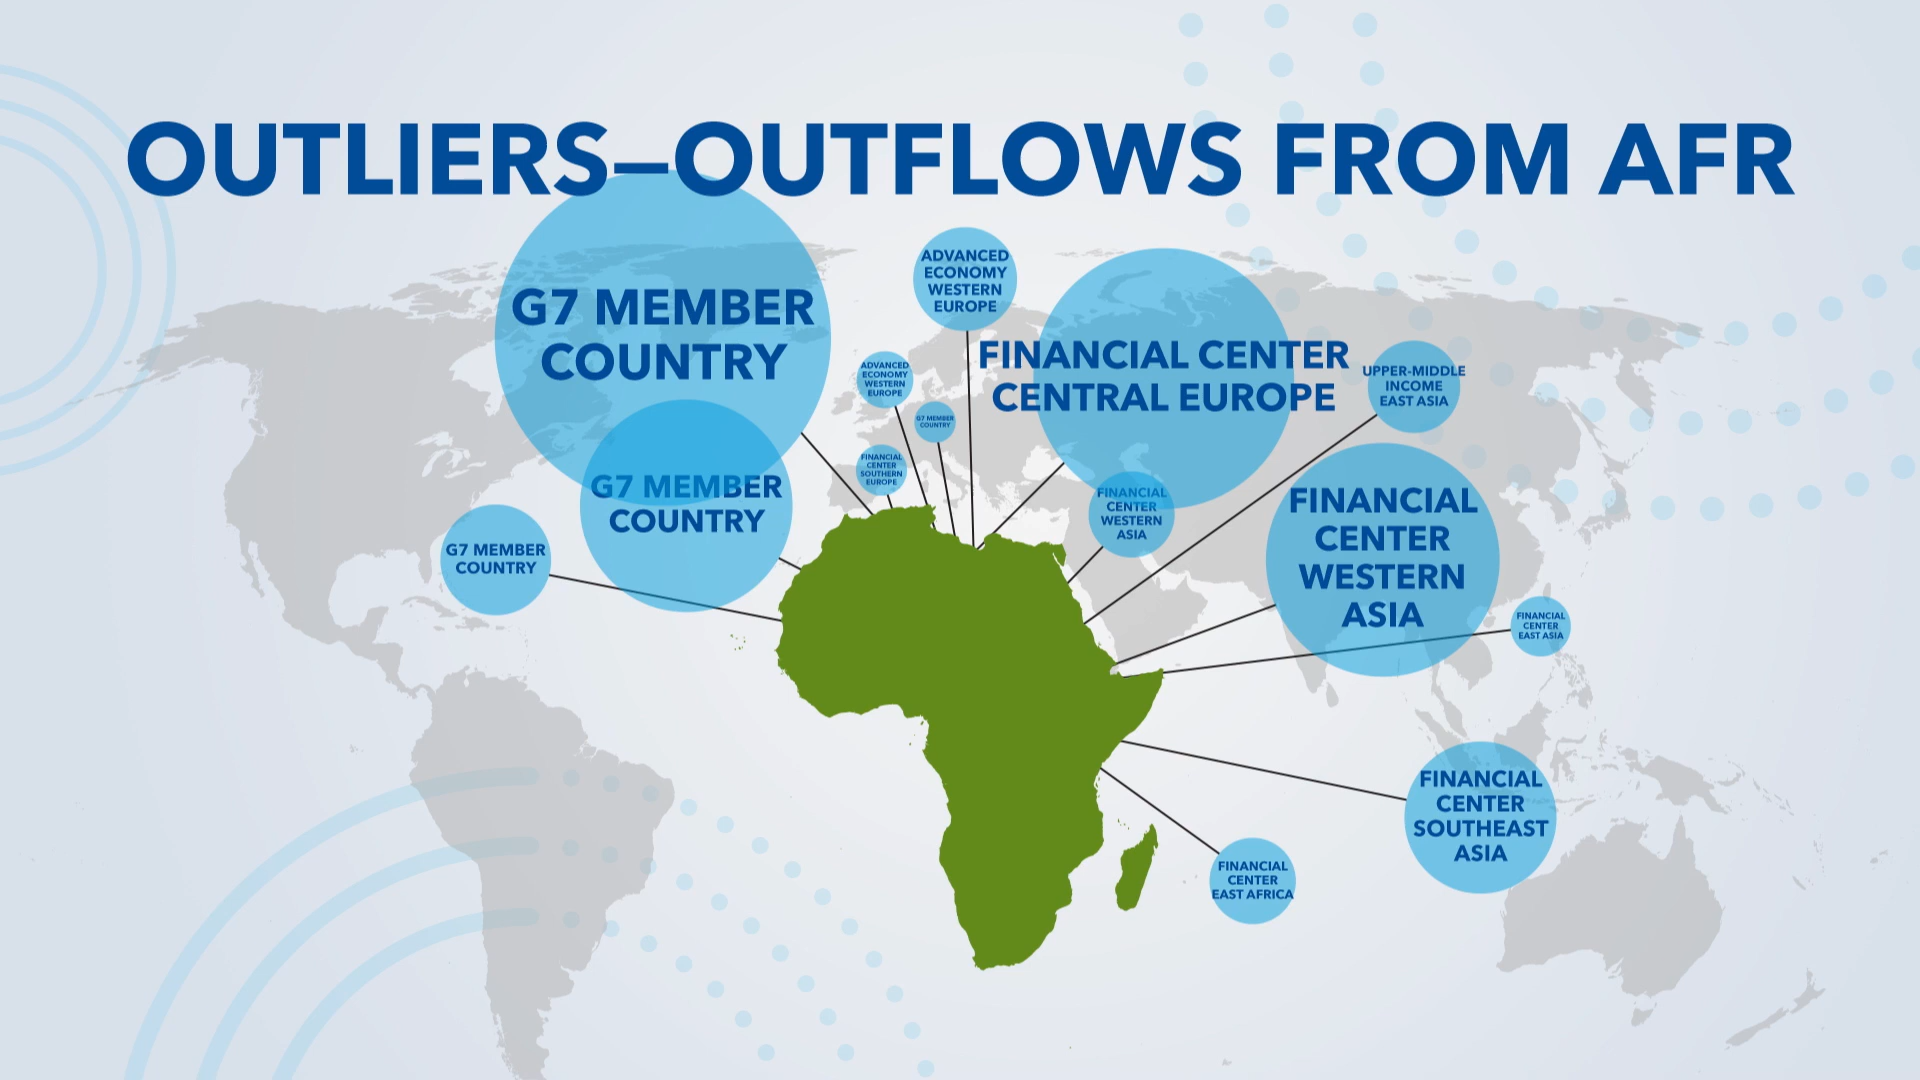 OUTLIERS—OUTFLOWS FROM AFR
G7 MEMBER
COUNTRY
G7 MEMBER
COUNTRY
G7 MEMBER
COUNTRY
ADVANCED
ECONOMY
WESTERN
EUROPE
ADVANCED
ECONOMY
WESTERN
EUROPE
G7 MEMBER
COUNTRY
FINANCIAL
CENTER
SOUTHERN
EUROPE
FINANCIAL CENTER
CENTRAL EUROPE
UPPER-MIDDLE
INCOME
EAST ASIA
FINANCIAL
CENTER
WESTERN
ASIA
FINANCIAL
CENTER
WESTERN
ASIA
FINANCIAL
CENTER
EAST ASIA
FINANCIAL
CENTER
SOUTHEAST
ASIA
FINANCIAL
CENTER
EAST AFRICA